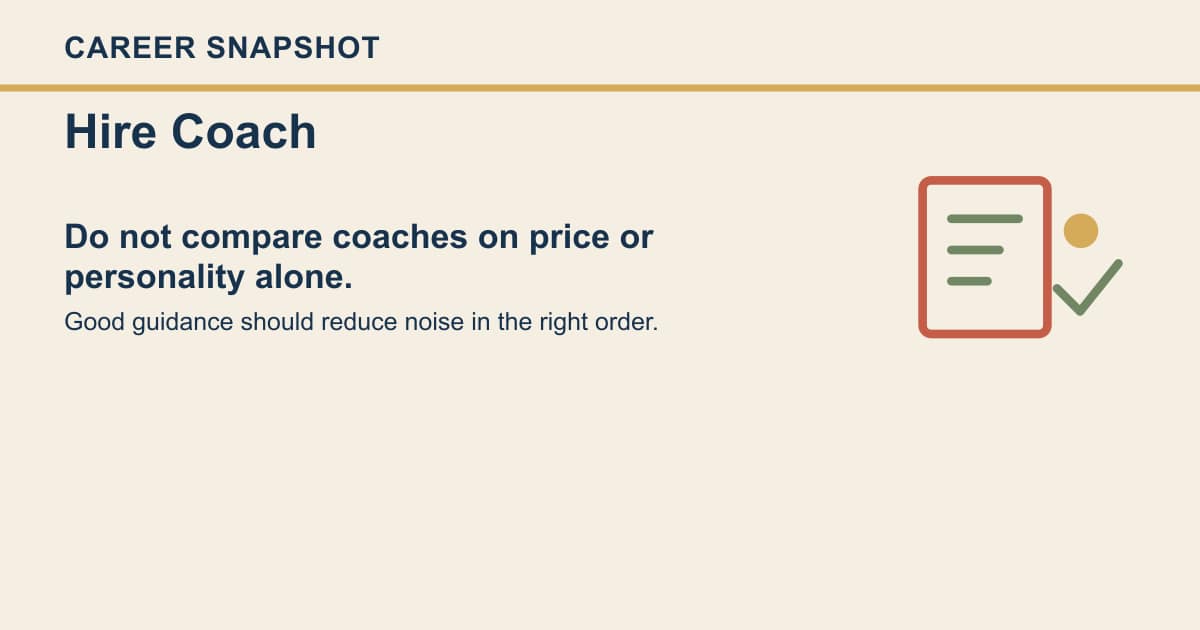 CAREER SNAPSHOT
Hire Coach
Do not compare coaches on price or
personality alone.
Good guidance should reduce noise in the right order.